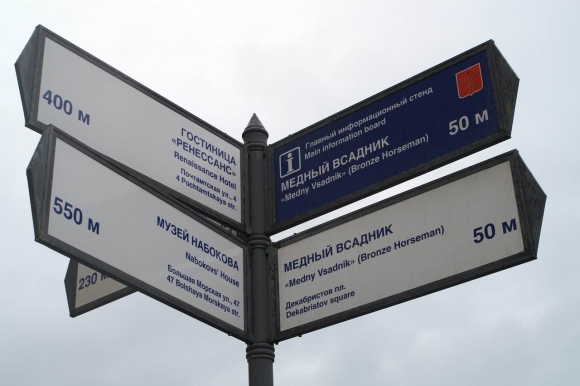 400 М
ГОСТИНИЦА
«РЕНЕССАНС»
Renaissance Hotel
Почтамтская ул., 4
4 Pochtamtskaya str.
550 М
МУЗЕЙ НАБОКОВА
Nabokovs' House
Большая Морская ул., 47
47 Bolshaya Morskaya str.
230 М
i
Главный информационный стенд
Main information board
МЕДНЫЙ ВСАДНИК
«Medny Vsadnik» (Bronze Horseman)
50 М
МЕДНЫЙ ВСАДНИК
«Medny Vsadnik» (Bronze Horseman)
50 М
Декабристов пл.
Dekabristov square